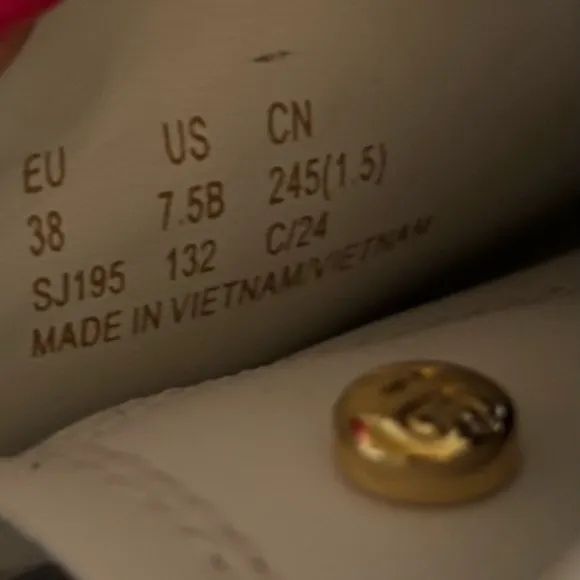 EU US CN
38 7.5B 245(1.5)
SJ195 132 C/24
MADE IN VIETNAM/VIETNAM